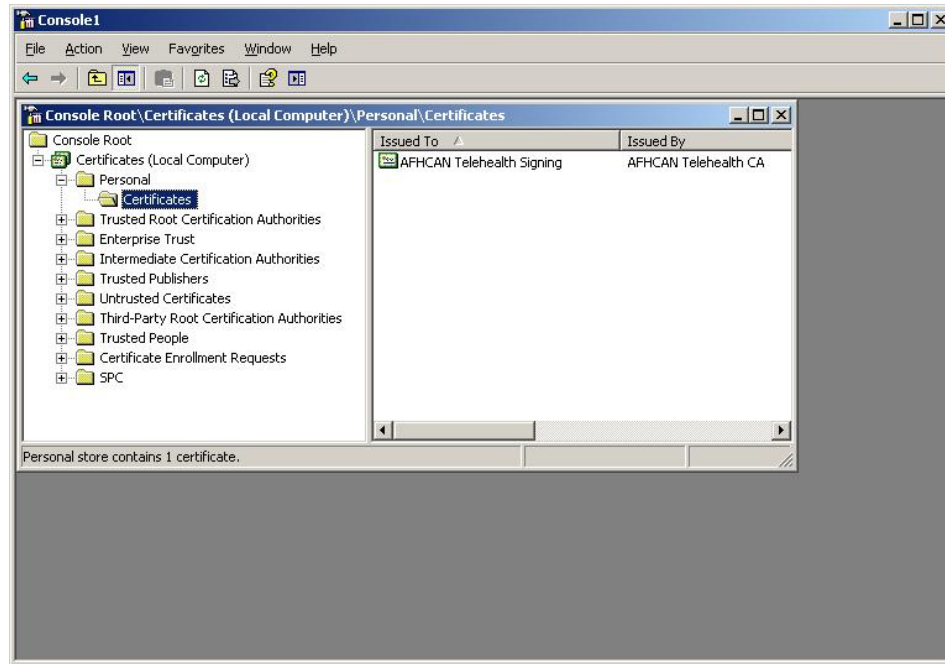 Console1
File Action View Favorites Window Help
Console Root\Certificates (Local Computer)\Personal\Certificates
Console Root
Certificates (Local Computer)
Personal
Certificates
Trusted Root Certification Authorities
Enterprise Trust
Intermediate Certification Authorities
Trusted Publishers
Untrusted Certificates
Third-Party Root Certification Authorities
Trusted People
Certificate Enrollment Requests
SPC
Issued To Issued By
AFHCAN Telehealth Signing AFHCAN Telehealth CA
Personal store contains 1 certificate.